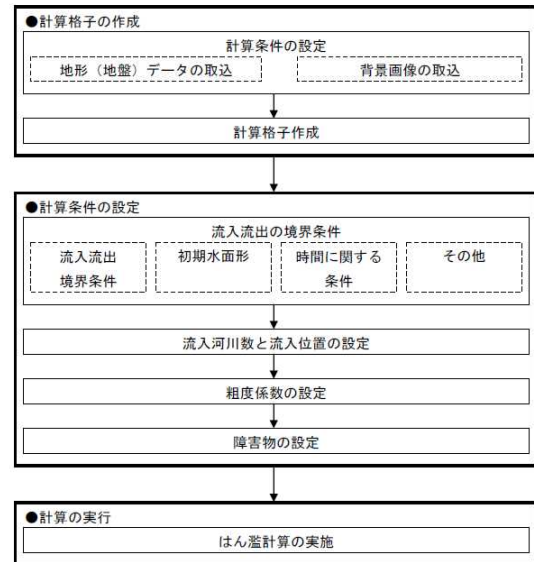 ●計算格子の作成
計算条件の設定
地形（地盤）データの取込
背景画像の取込
計算格子作成
●計算条件の設定
流入流出の境界条件
流入流出
境界条件
初期水面形
時間に関する
条件
その他
流入河川数と流入位置の設定
粗度係数の設定
障害物の設定
●計算の実行
はん濫計算の実施